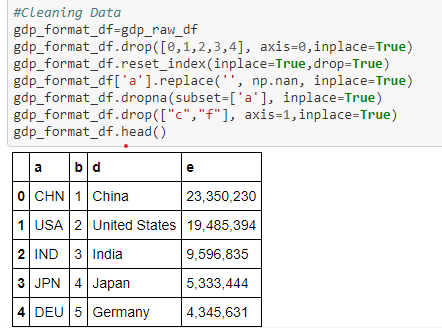 #Cleaning Data
gdp_format_df=gdp_raw_df
gdp_format_df.drop([0,1,2,3,4], axis=0,inplace=True)
gdp_format_df.reset_index(inplace=True,drop=True)
gdp_format_df['a'].replace('', np.nan, inplace=True)
gdp_format_df.dropna(subset=['a'], inplace=True)
gdp_format_df.drop(["c","f"], axis=1,inplace=True)
gdp_format_df.head()
a b d e
0 CHN 1 China 23,350,230
1 USA 2 United States 19,485,394
2 IND 3 India 9,596,835
3 JPN 4 Japan 5,333,444
4 DEU 5 Germany 4,345,631